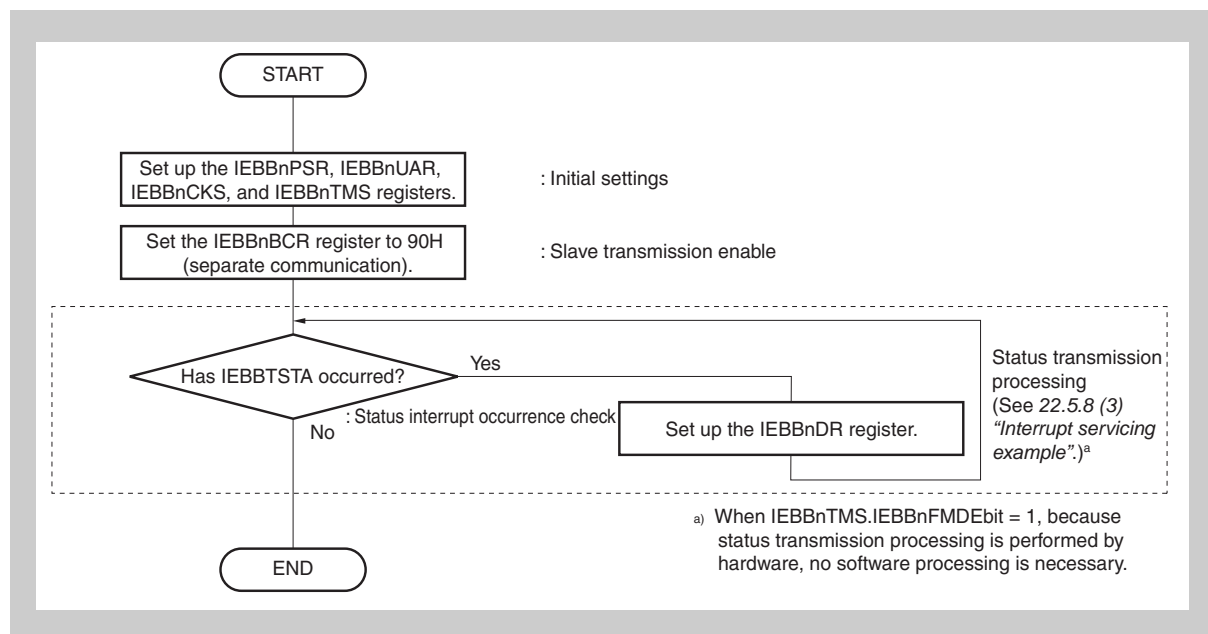 START
Set up the IEBBnPSR, IEBBnUAR,
IEBBnCKS, and IEBBnTMS registers.
: Initial settings
Set the IEBBnBCR register to 90H
(separate communication).
: Slave transmission enable
Has IEBBTSTA occurred?
Yes
: Status interrupt occurrence check
No
Set up the IEBBnDR register.
Status transmission
processing
(See 22.5.8 (3)
“Interrupt servicing
example”.)a
a) When IEBBnTMS.IEBBnFMDEbit = 1, because
status transmission processing is performed by
hardware, no software processing is necessary.
END